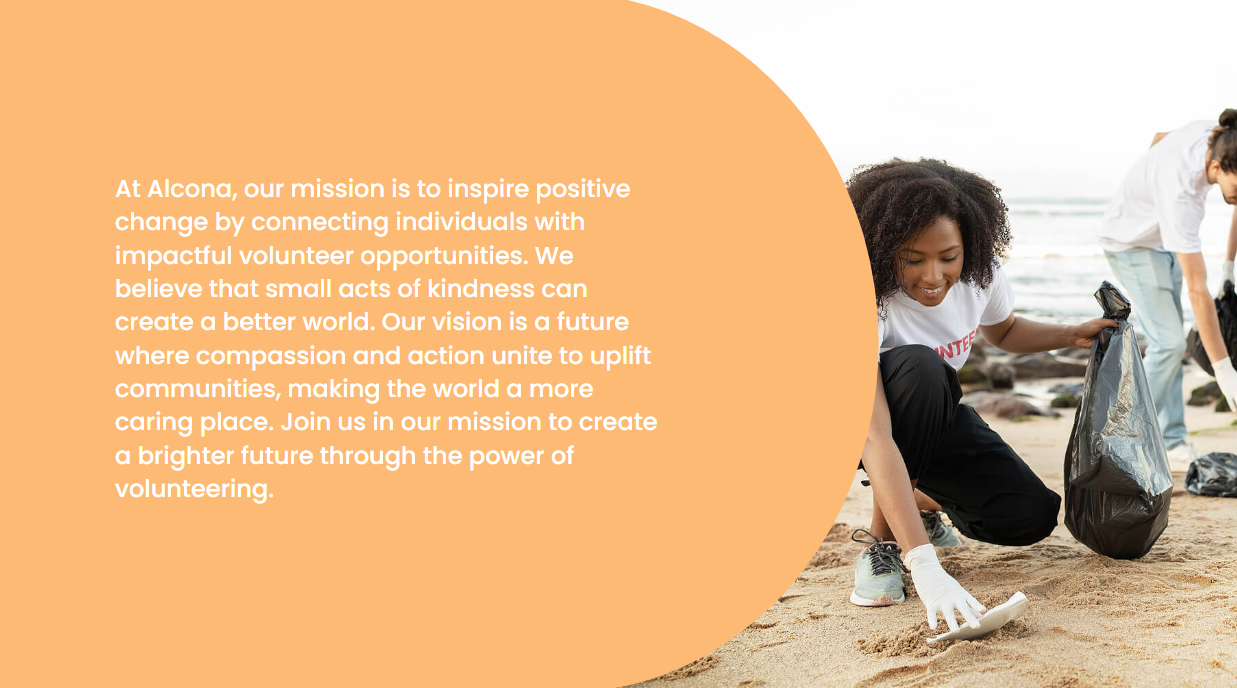 At Alcona, our mission is to inspire positive
change by connecting individuals with
impactful volunteer opportunities. We
believe that small acts of kindness can
create a better world. Our vision is a future
where compassion and action unite to uplift
communities, making the world a more
caring place. Join us in our mission to create
a brighter future through the power of
volunteering.
NTEE